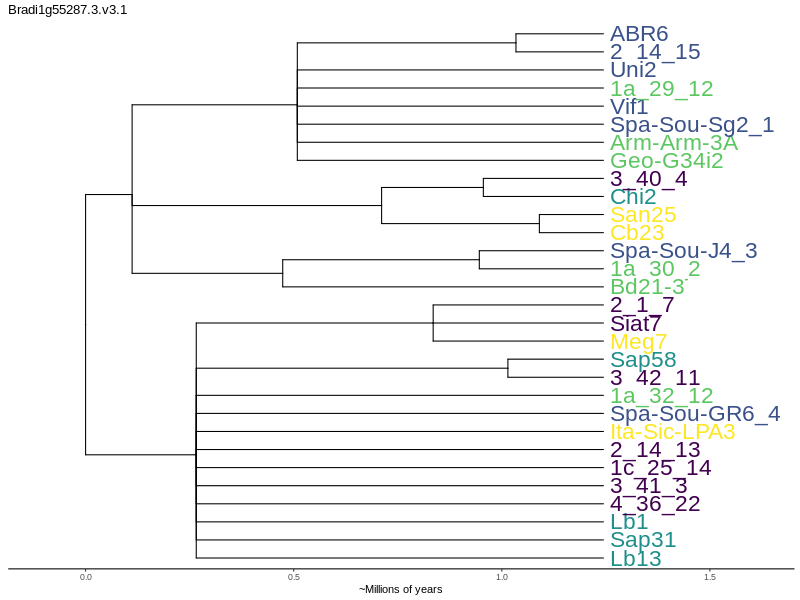 Bradi1g55287.3.v3.1
ABR6
2_14_15
Uni2
1a_29_12
Vif1
Spa-Sou-Sg2_1
Arm-Arm-3A
Geo-G34i2
3_40_4
Chi2
San25
Cb23
Spa-Sou-J4_3
1a_30_2
Bd21-3
2_1_7
Siat7
Meg7
Sap58
3_42_11
1a_32_12
Spa-Sou-GR6_4
Ita-Sic-LPA3
2_14_13
1c_25_14
3_41_3
4_36_22
Lb1
Sap31
Lb13
0.0 0.5 1.0 1.5
~Millions of years